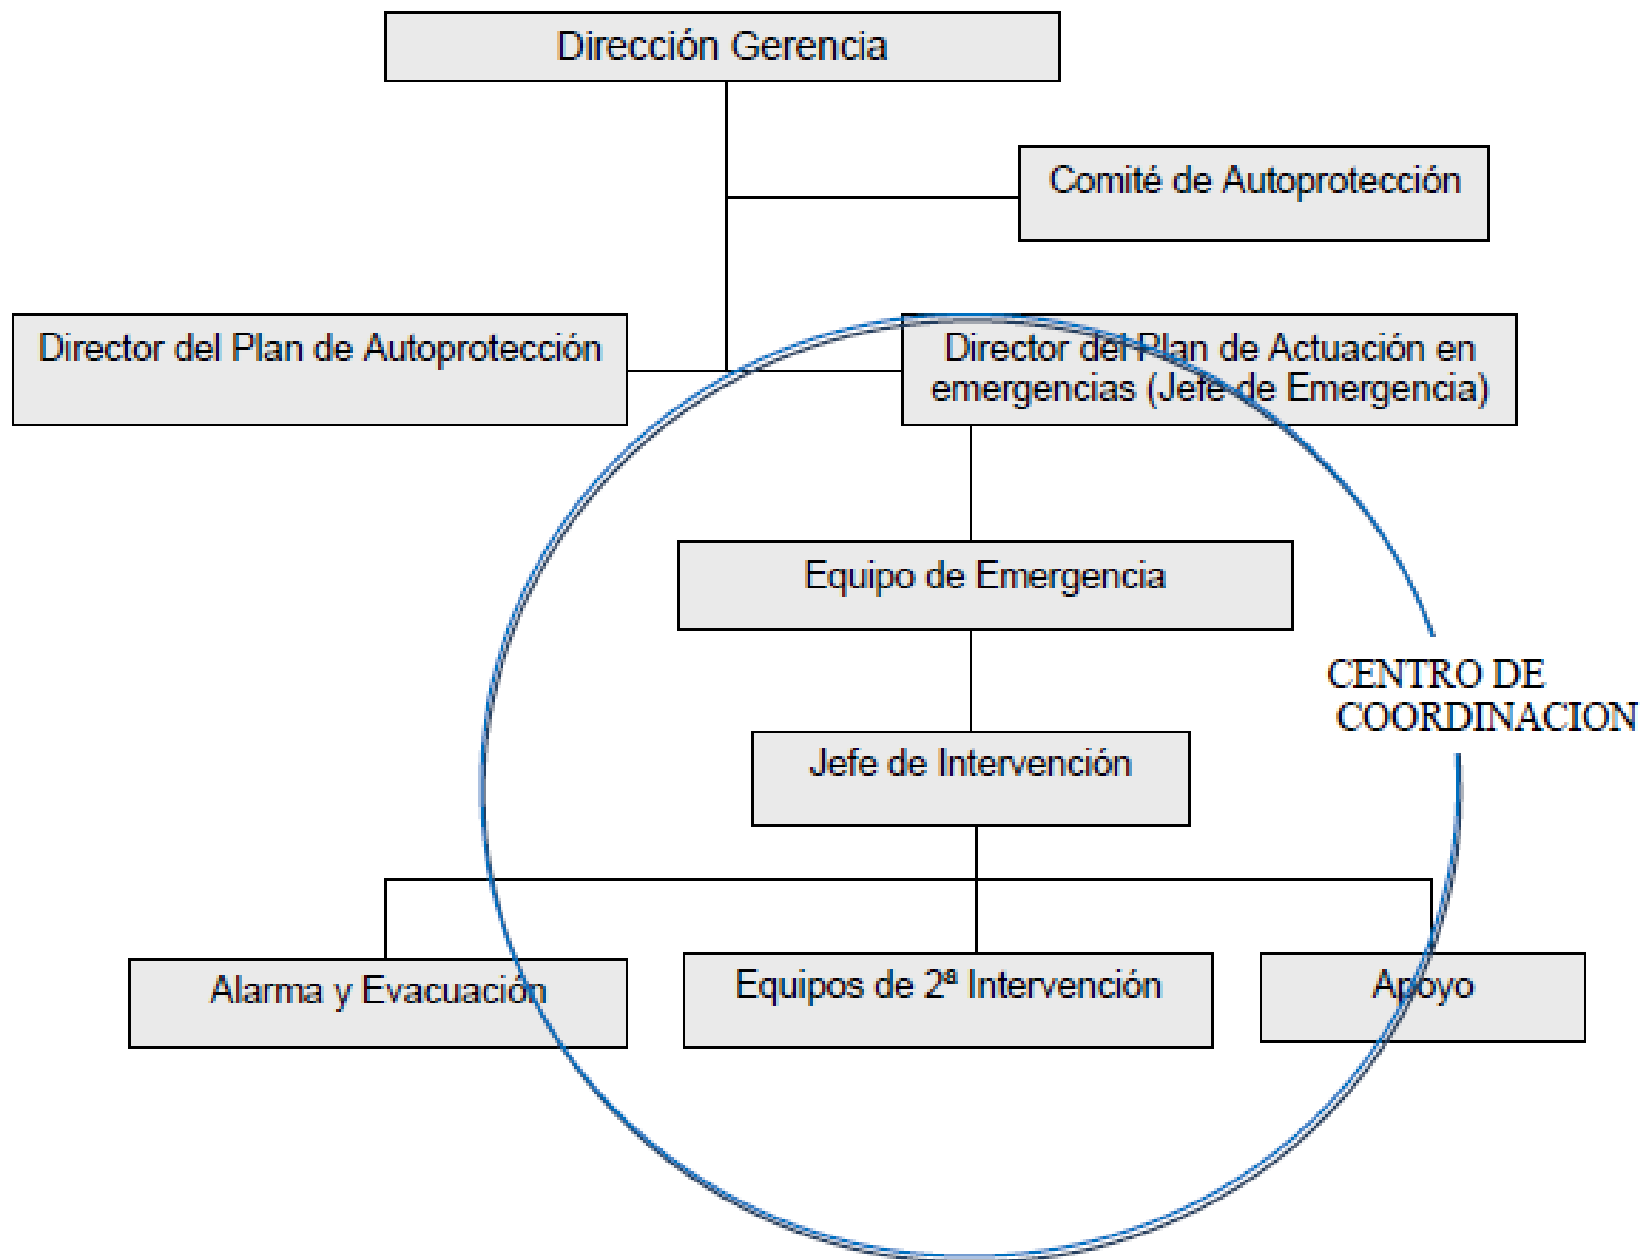 Dirección Gerencia
Comité de Autoprotección
Director del Plan de Autoprotección
Director del Plan de Actuación en
emergencias (Jefe de Emergencia)
Equipo de Emergencia
CENTRO DE
COORDINACION
Jefe de Intervención
Alarma y Evacuación
Equipos de 2ª Intervención
Apoyo